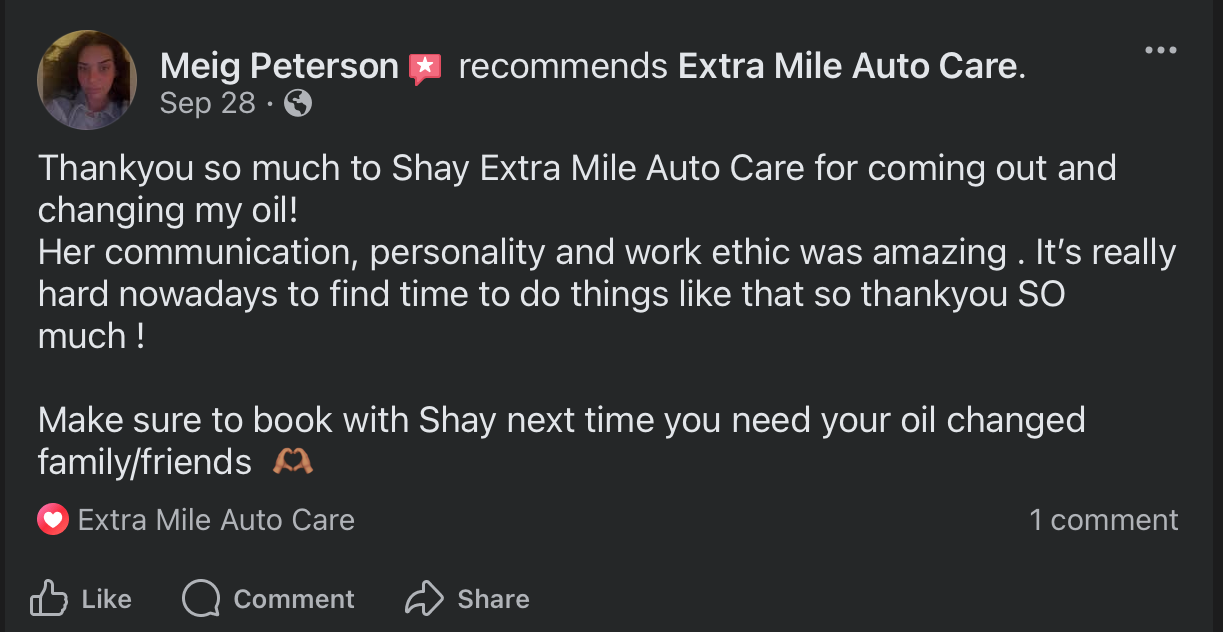 Meig Peterson recommends Extra Mile Auto Care.
Sep 28 ·
Thankyou so much to Shay Extra Mile Auto Care for coming out and
changing my oil!
Her communication, personality and work ethic was amazing . It’s really
hard nowadays to find time to do things like that so thankyou SO
much !
Make sure to book with Shay next time you need your oil changed
family/friends 🫶🏽
Extra Mile Auto Care 1 comment
Like Comment Share